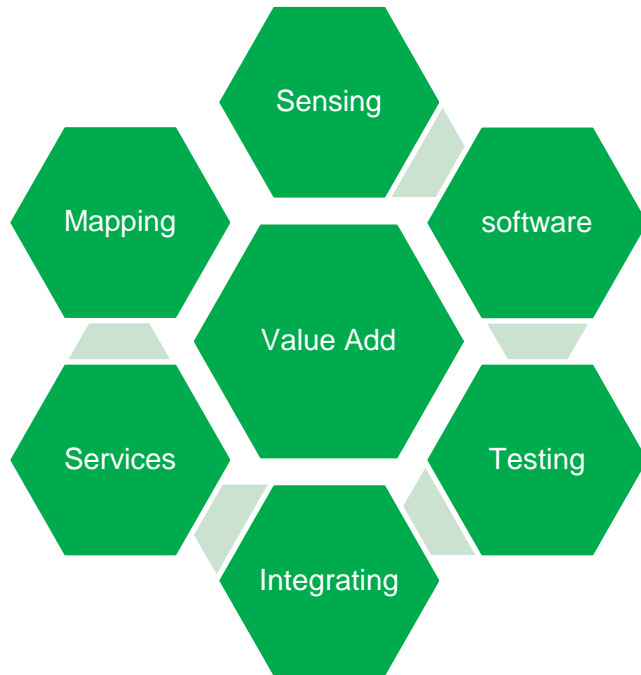 Sensing
Mapping
software
Value Add
Services
Testing
Integrating